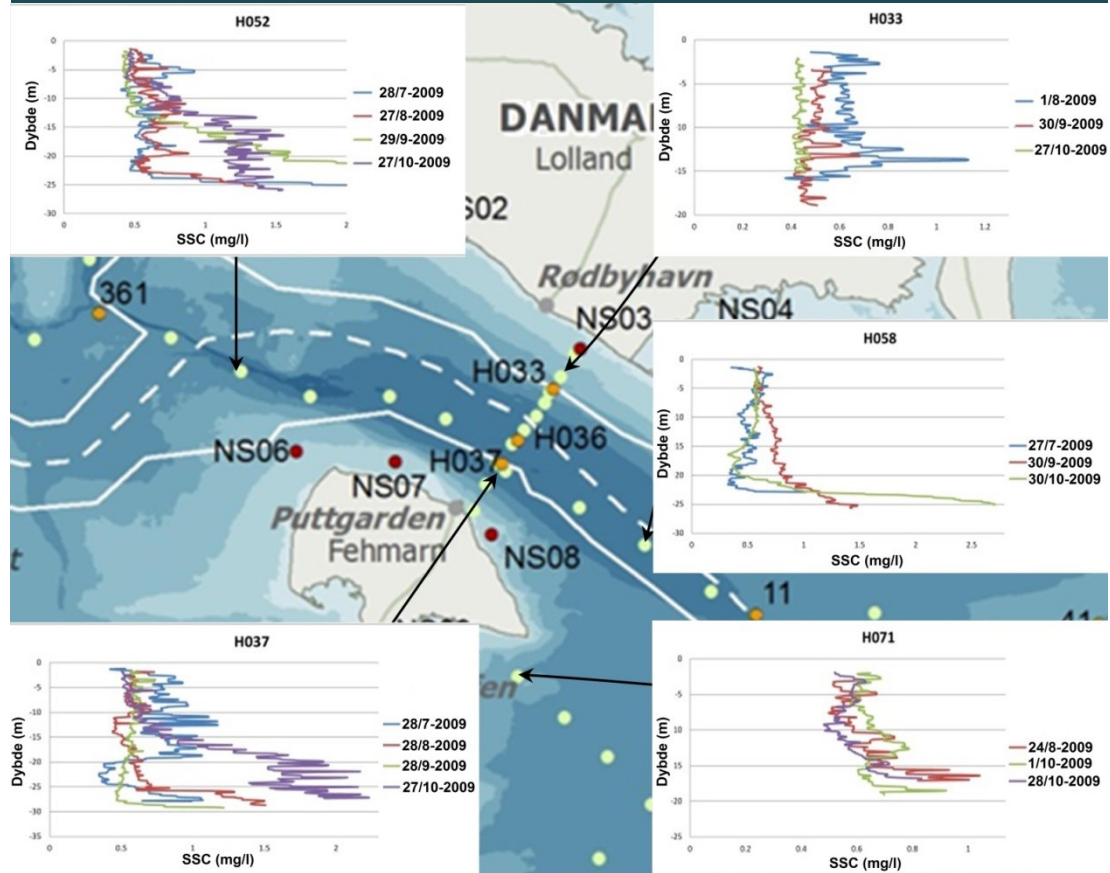 H052
0
-5
-10
-15
-20
-25
-30
Dybde (m)
0
0.5
1
1.5
2
SSC (mg/l)
28/7-2009
27/8-2009
29/9-2009
27/10-2009
H033
0
-5
-10
-15
-20
Dybde (m)
0
0.2
0.4
0.6
0.8
1
1.2
SSC (mg/l)
1/8-2009
30/9-2009
27/10-2009
DANMA
Lolland
S02
Rødbyhavn
NS03
NS04
361
H033
H036
H037
NS06
NS07
Puttgarden
Fehmarn
NS08
11
H058
0
-5
-10
-15
-20
-25
-30
Dybde (m)
0
0.5
1
1.5
2
2.5
SSC (mg/l)
27/7-2009
30/9-2009
30/10-2009
H037
0
-5
-10
-15
-20
-25
-30
-35
Dybde (m)
0
0.5
1
1.5
2
SSC (mg/l)
28/7-2009
28/8-2009
28/9-2009
27/10-2009
H071
0
-5
-10
-15
-20
-25
Dybde (m)
0
0.2
0.4
0.6
0.8
1
SSC (mg/l)
24/8-2009
1/10-2009
28/10-2009